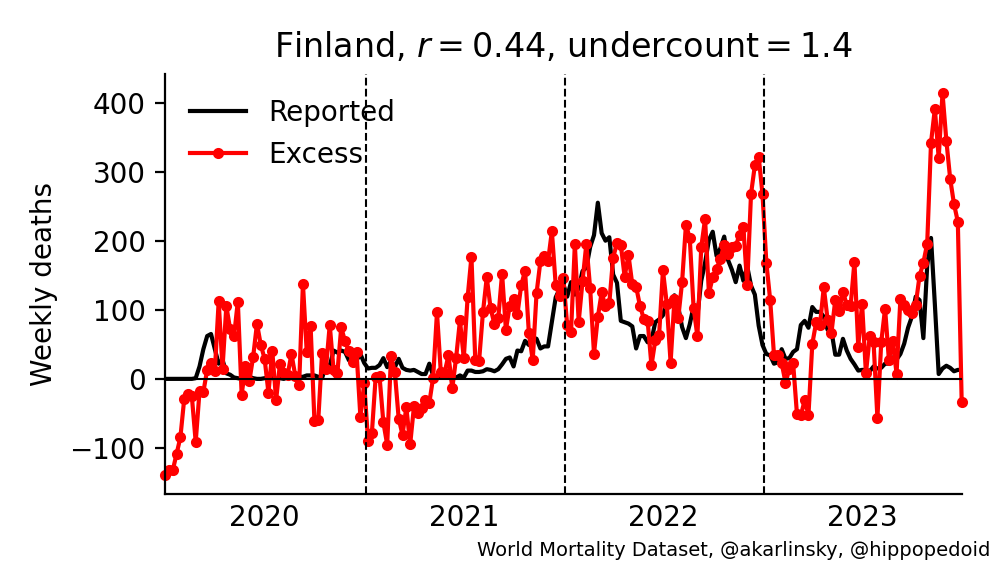 Finland, r = 0.44, undercount = 1.4
Reported
Excess
Weekly deaths
400
300
200
100
0
−100
2020 2021 2022 2023
World Mortality Dataset, @akarlinsky, @hippopedoid